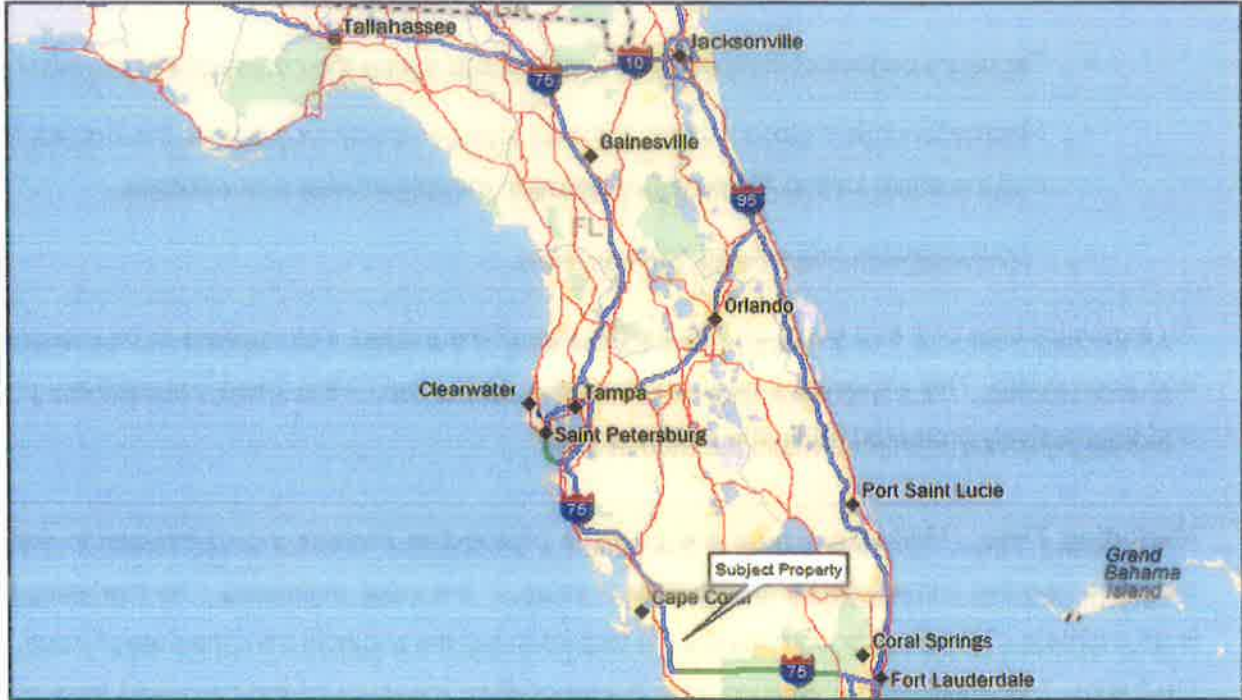 Tallahassee
Jacksonville
10
75
Gainesville
95
FL
Orlando
Clearwater
Tampa
Saint Petersburg
Port Saint Lucie
75
Grand
Bahama
Island
Subject Property
Cape Coral
Coral Springs
75
Fort Lauderdale